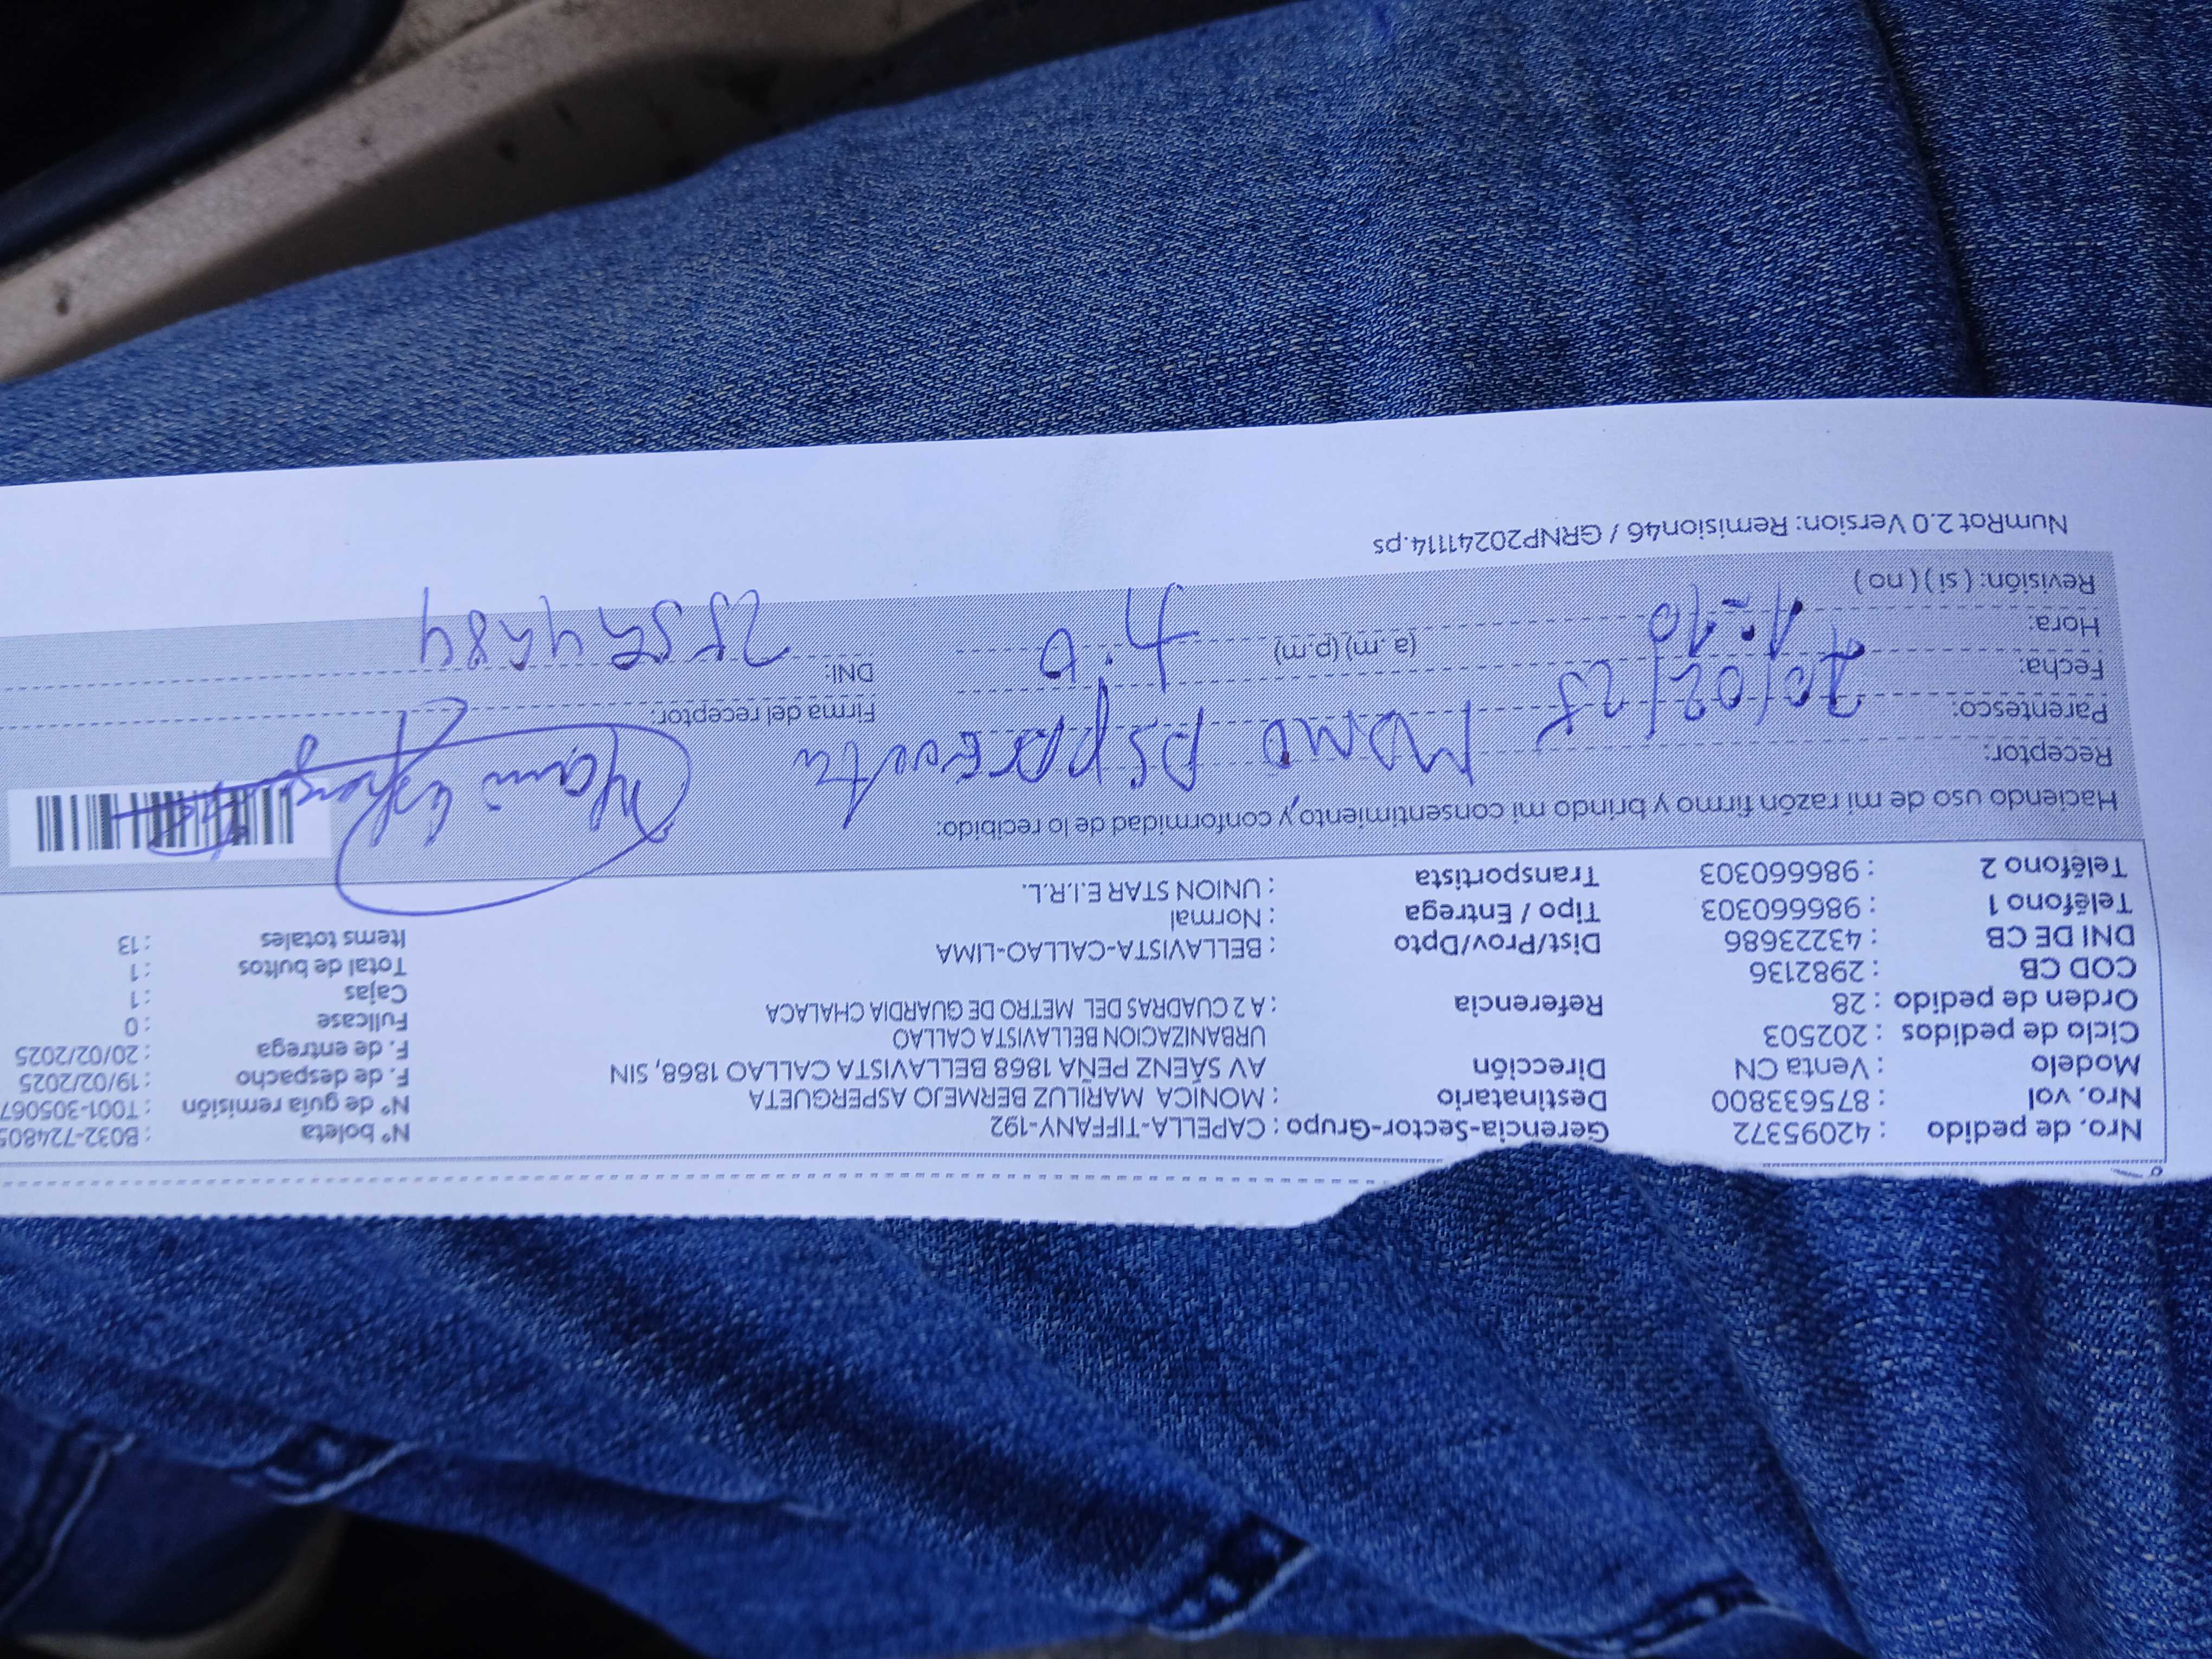 Nro. de pedido : 42095372 Gerencia-Sector-Grupo : CAPELLA-TIFFANY-192 Nº boleta : B032-724805
Nro. vol : 875633800 Destinatario : MONICA MARILUZ BERMEJO ASPERGUETA Nº de guía remisión : T001-305067
Modelo : Venta CN Dirección AV SÁENZ PEÑA 1868 BELLAVISTA CALLAO 1868, SIN F. de despacho : 19/02/2025
Ciclo de pedidos : 202503 URBANIZACION BELLAVISTA CALLAO F. de entrega : 20/02/2025
Orden de pedido : 28 Referencia : A 2 CUADRAS DEL METRO DE GUARDIA CHALACA Fullcase : 0
COD CB : 2982136 Cajas : 1
DNI DE CB : 43223686 Dist/Prov/Dpto : BELLAVISTA-CALLAO-LIMA Total de bultos : 1
Teléfono 1 : 986660303 Tipo / Entrega : Normal Items totales : 13
Teléfono 2 : 986660303 Transportista : UNION STAR E.I.R.L.
Haciendo uso de mi razón firmo y brindo mi consentimiento y conformidad de lo recibido:
Receptor:
Parentesco: Firma del receptor:
Fecha: 20/02/25 DNI:
Hora: 1:10 (a .m) (p.m)
Revisión: ( si ) ( no )
NumRot 2.0 Version: Remision46 / GRNP20241114.ps